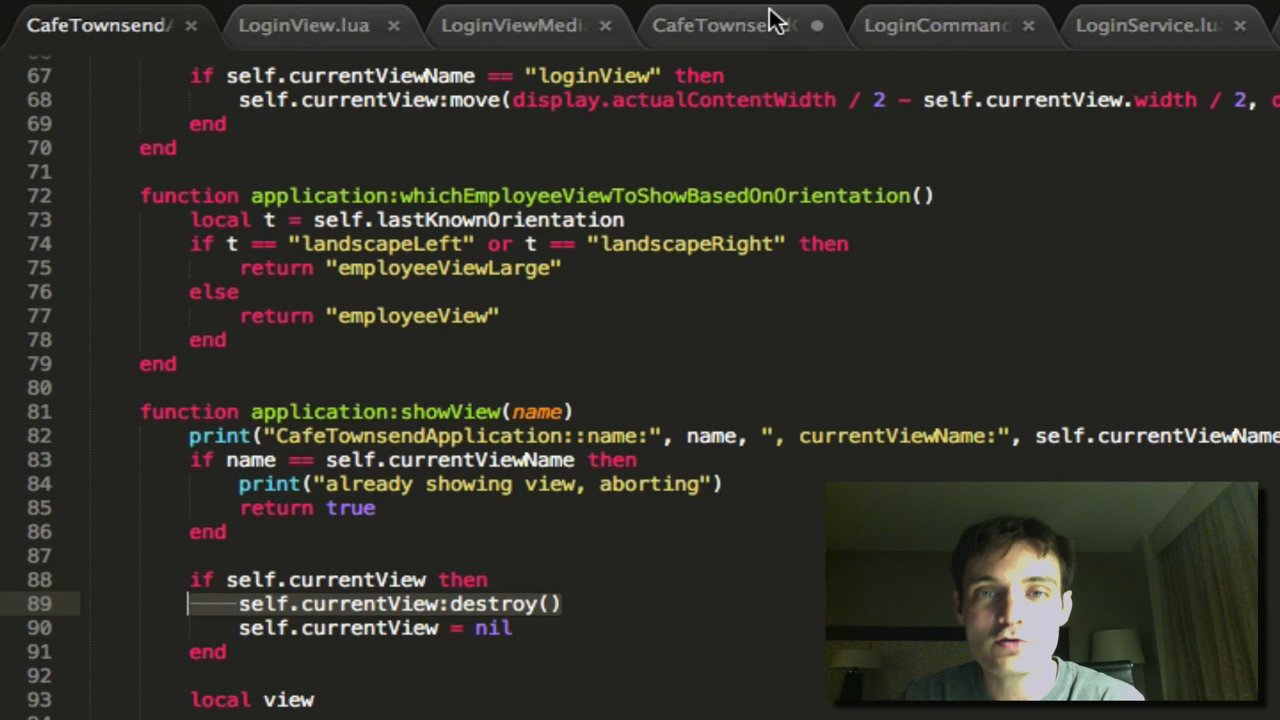 CafeTownsendA LoginView.lua LoginViewMedi CafeTownsend LoginCommand LoginService.lu
67 if self.currentViewName == "loginView" then
68 self.currentView:move(display.actualContentWidth / 2 – self.currentView.width / 2,
69 end
70 end
71
72 function application:whichEmployeeViewToShowBasedOnOrientation()
73 local t = self.lastKnownOrientation
74 if t == "landscapeLeft" or t == "landscapeRight" then
75 return "employeeViewLarge"
76 else
77 return "employeeView"
78 end
79 end
80
81 function application:showView(name)
82 print("CafeTownsendApplication::name:", name, ", currentViewName:", self.currentViewName
83 if name == self.currentViewName then
84 print("already showing view, aborting")
85 return true
86 end
87
88 if self.currentView then
89 self.currentView:destroy()
90 self.currentView = nil
91 end
92
93 local view